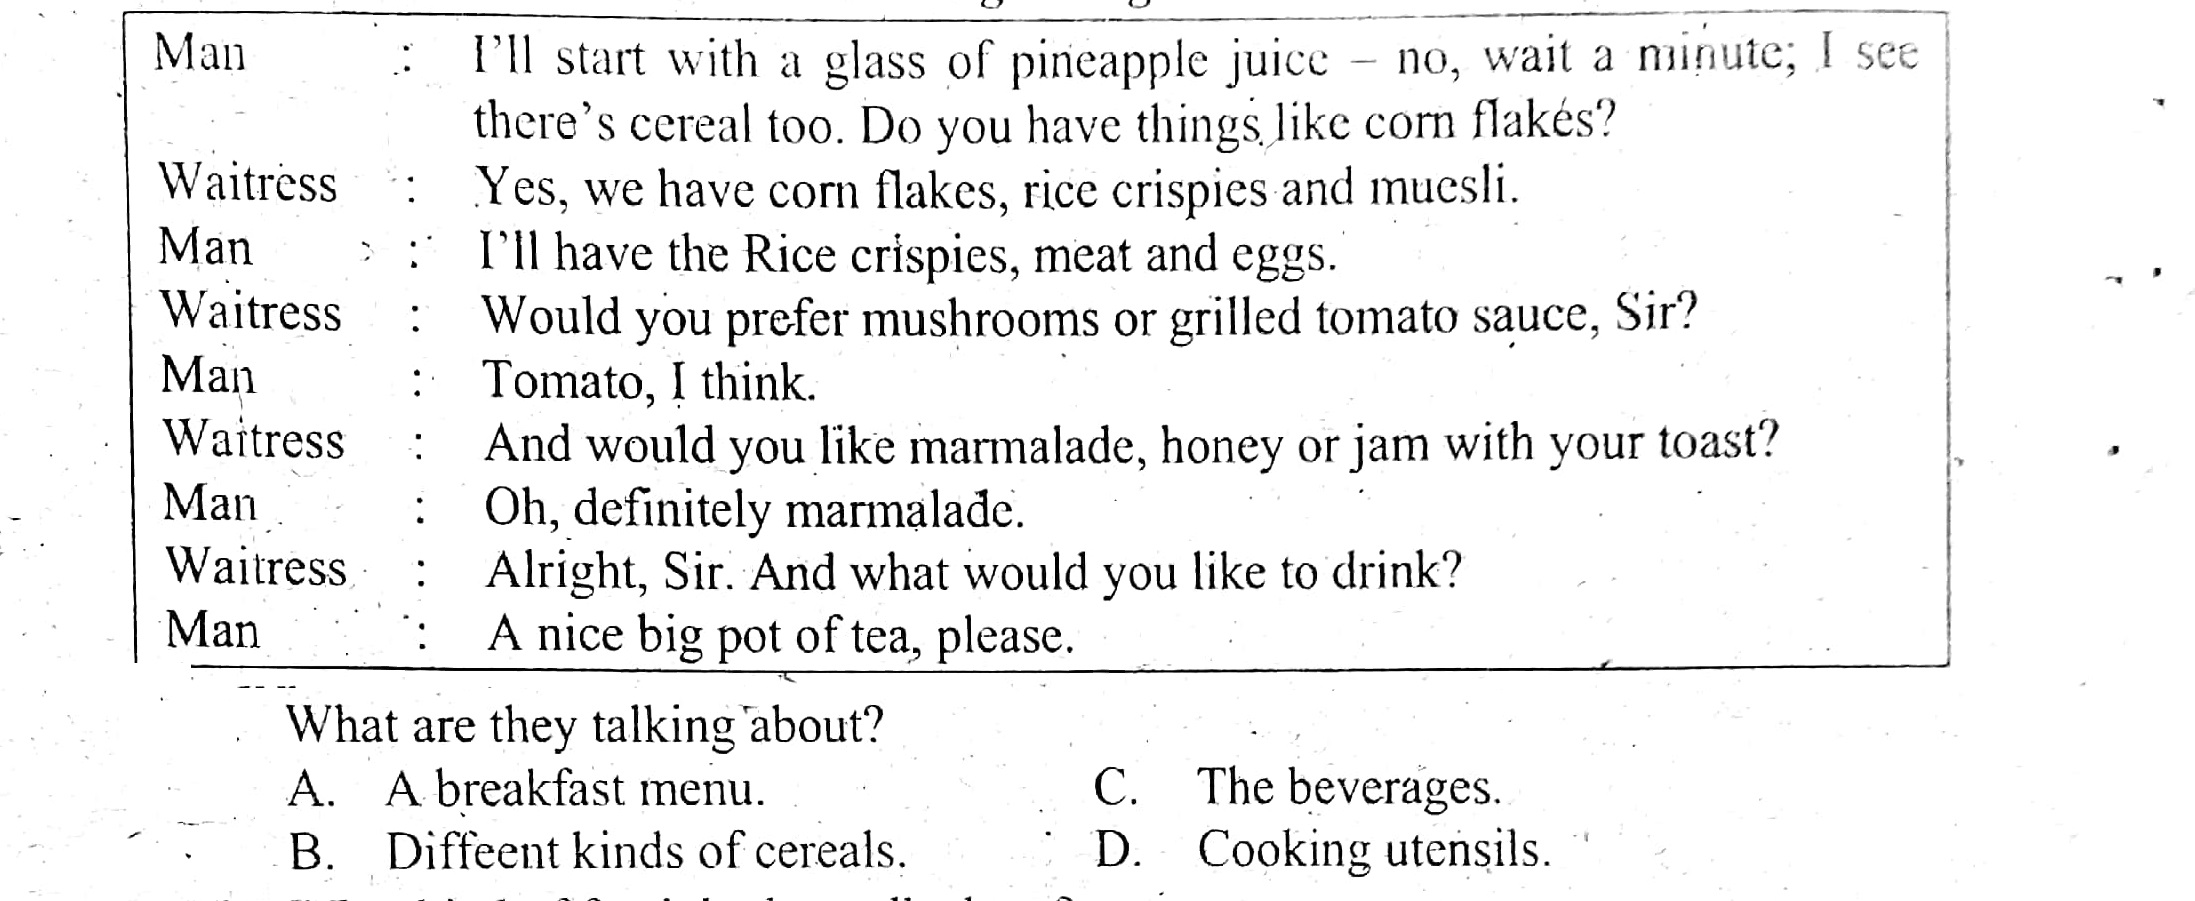 Man : I'll start with a glass of pineapple juice – no, wait a minute; I see
there's cereal too. Do you have things like corn flakes?
Waitress : Yes, we have corn flakes, rice crispies and muesli.
Man : I'll have the Rice crispies, meat and eggs.
Waitress : Would you prefer mushrooms or grilled tomato sauce, Sir?
Man : Tomato, I think.
Waitress : And would you like marmalade, honey or jam with your toast?
Man : Oh, definitely marmalade.
Waitress : Alright, Sir. And what would you like to drink?
Man : A nice big pot of tea, please.
What are they talking about?
A. A breakfast menu. C. The beverages.
B. Diffeent kinds of cereals. D. Cooking utensils.